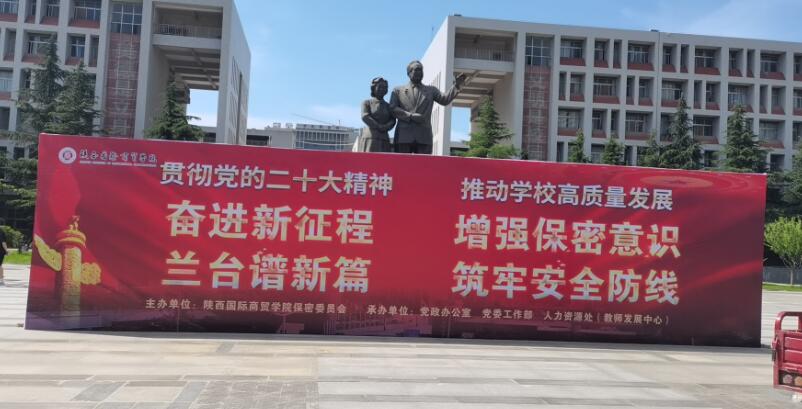 陕西国际商贸学院
贯彻党的二十大精神 推动学校高质量发展
奋进新征程 增强保密意识
兰台谱新篇 筑牢安全防线
主办单位：陕西国际商贸学院保密委员会 承办单位：党政办公室 党委工作部 人力资源处（教师发展中心）